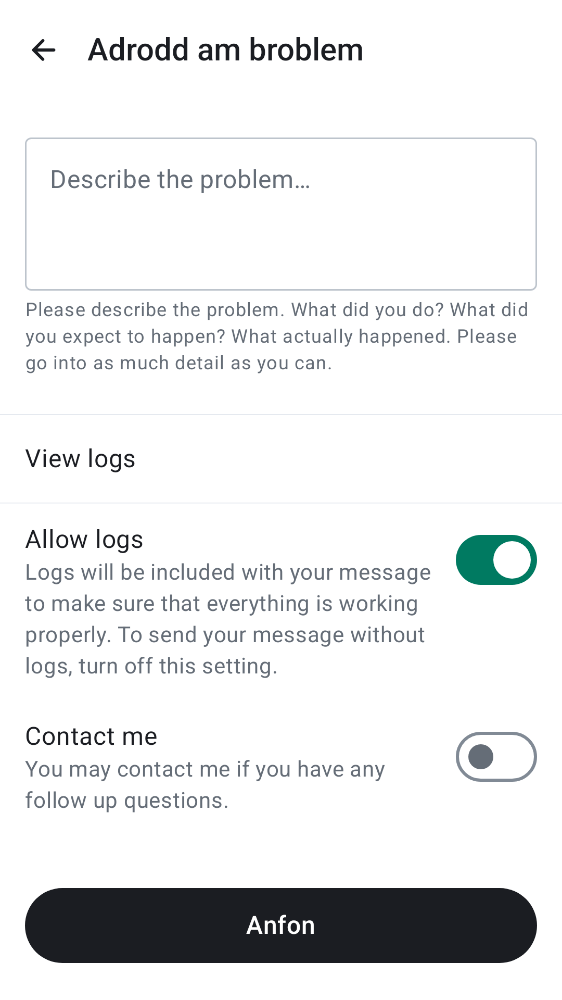 Adrodd am broblem
Describe the problem…
Please describe the problem. What did you do? What did
you expect to happen? What actually happened. Please
go into as much detail as you can.
View logs
Allow logs
Logs will be included with your message
to make sure that everything is working
properly. To send your message without
logs, turn off this setting.
Contact me
You may contact me if you have any
follow up questions.
Anfon